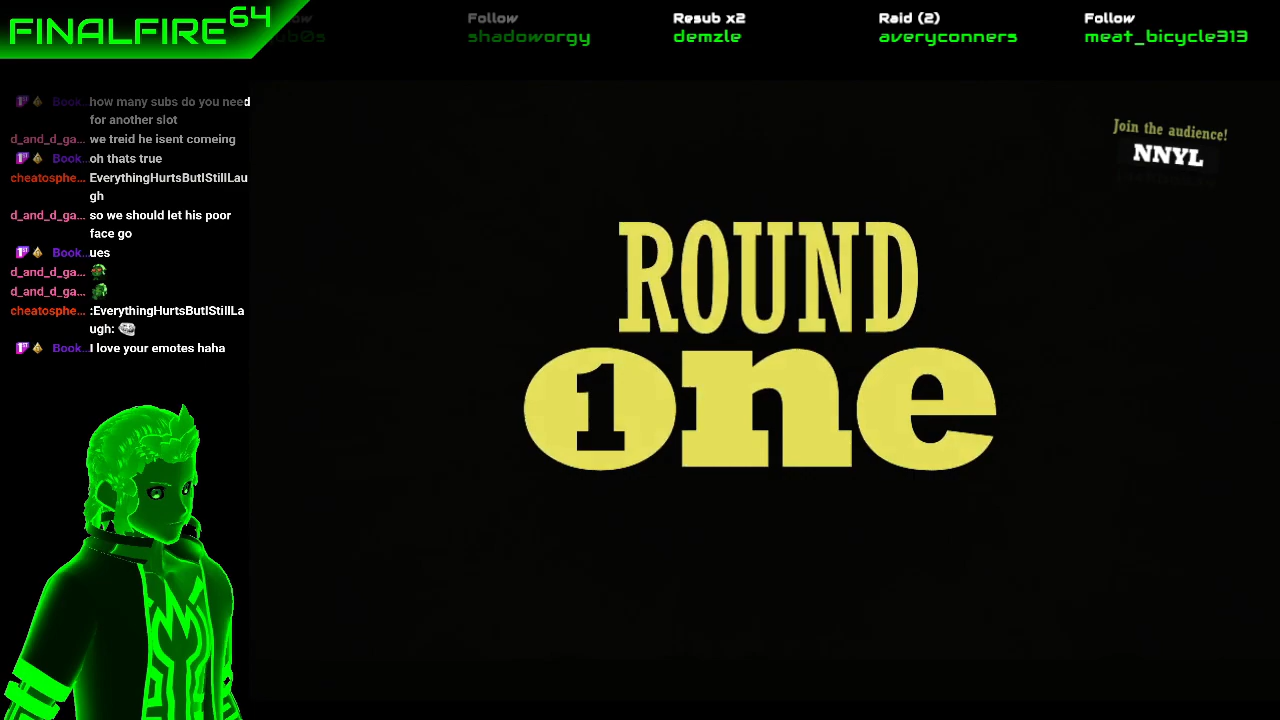 FINALFIRE64
Follow
shadoworgy
Resub x2
demzle
Raid (2)
averyconners
Follow
meat_bicycle313
Book... how many subs do you need
for another slot
d_and_d_ga... we treid he isent comeing
Book... oh thats true
cheatosphe... EverythingHurtsButIStillLau
gh
d_and_d_ga... so we should let his poor
face go
Book... ues
d_and_d_ga...
d_and_d_ga...
cheatosphe... :EverythingHurtsButIStillLa
ugh:
Book... I love your emotes haha
Join the audience!
NNYL
ROUND
One
1